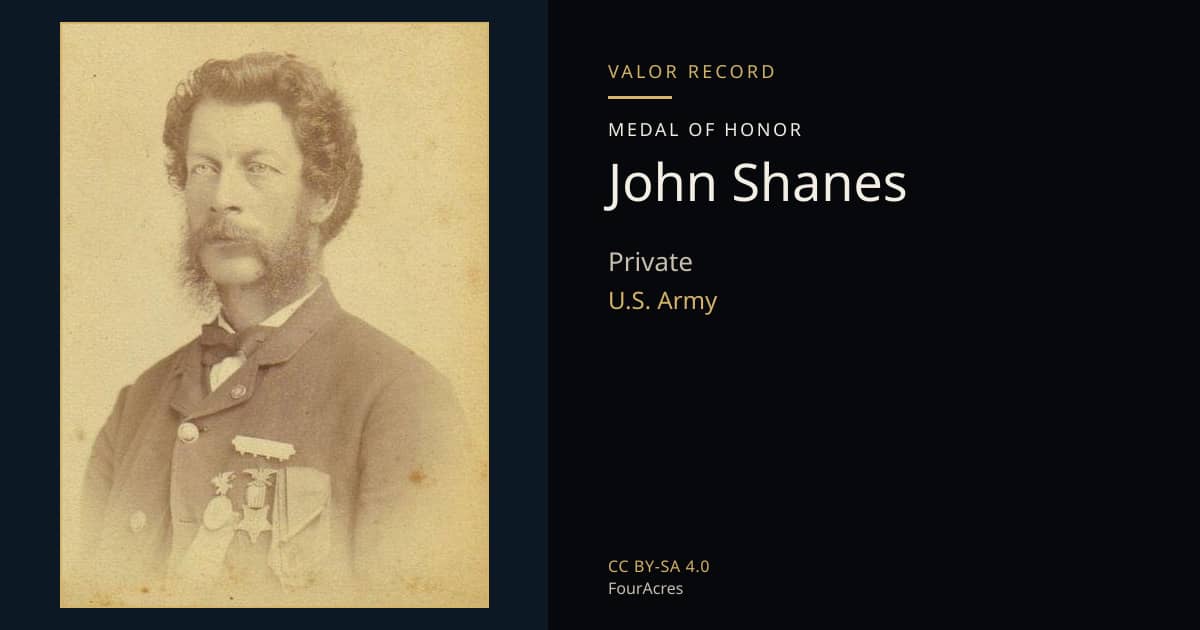 VALOR RECORD
MEDAL OF HONOR
John Shanes
Private
U.S. Army
CC BY-SA 4.0
FourAcres